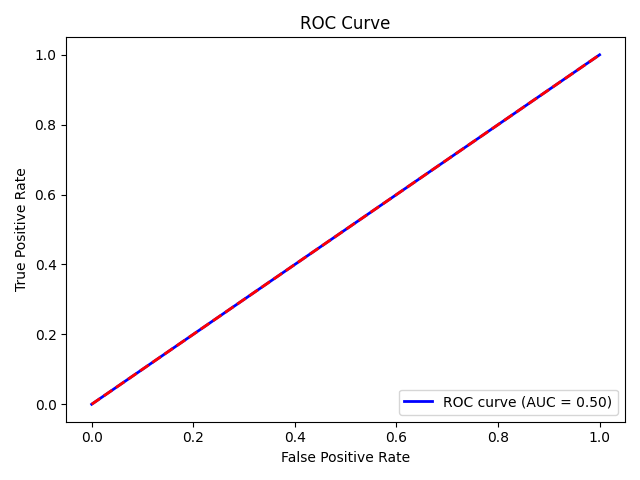 ROC Curve
1.0
0.8
0.6
0.4
0.2
0.0
True Positive Rate
ROC curve (AUC = 0.50)
0.0 0.2 0.4 0.6 0.8 1.0
False Positive Rate